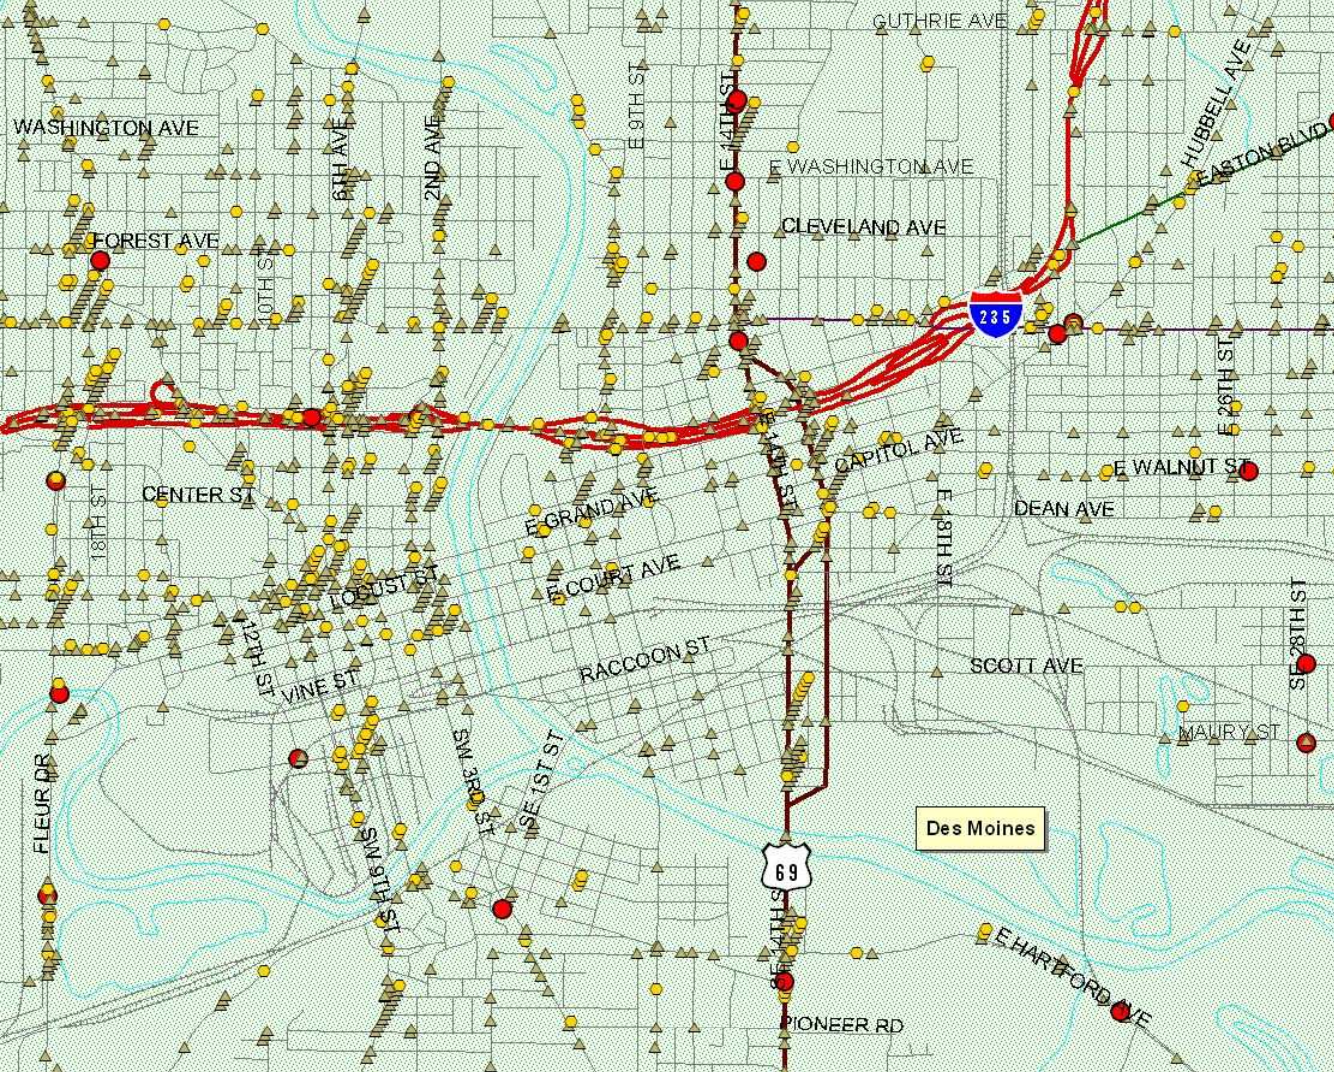 GUTHRIE AVE
HUBBELL AVE
E 9TH ST
E 14TH ST
WASHINGTON AVE
6TH AVE
2ND AVE
EASTON BLVD
E WASHINGTON AVE
CLEVELAND AVE
FOREST AVE
10TH ST
235
E 26TH ST
E 14TH ST
CAPITOL AVE
E WALNUT ST
CENTER ST
18TH ST
E GRAND AVE
E 18TH ST
DEAN AVE
LOCUST ST
E COURT AVE
12TH ST
VINE ST
RACCOON ST
SCOTT AVE
SE 28TH ST
MAURY ST
FLEUR DR
SW 3RD ST
SE 1ST ST
Des Moines
SW 9TH ST
69
SE 14TH S
E HARTFORD AVE
PIONEER RD